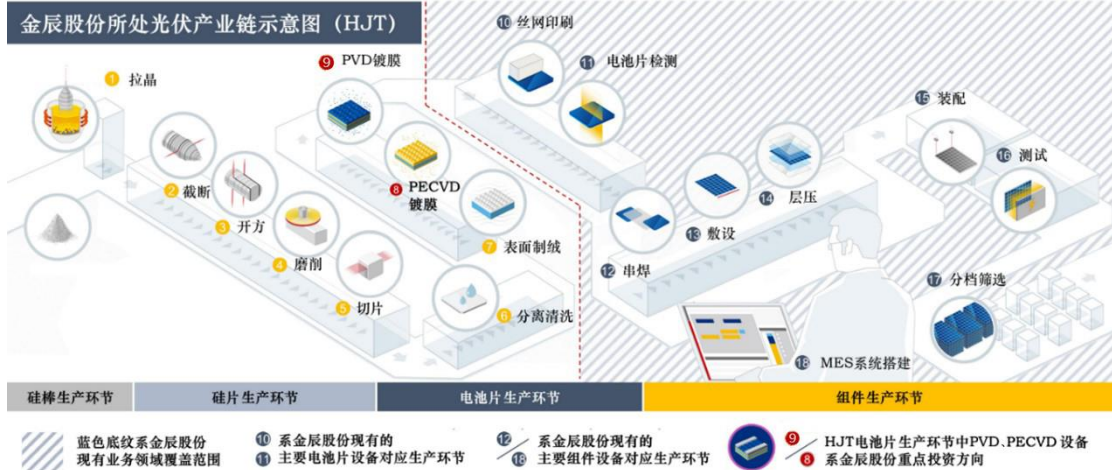 金辰股份所处光伏产业链示意图（HJT）
1 拉晶
2 截断
3 开方
4 磨削
5 切片
6 分离清洗
7 表面制绒
8 PECVD
镀膜
9 PVD镀膜
10 丝网印刷
11 电池片检测
12 串焊
13 敷设
14 层压
15 装配
16 测试
17 分档筛选
18 MES系统搭建
硅棒生产环节
硅片生产环节
电池片生产环节
组件生产环节
蓝色底纹系金辰股份
现有业务领域覆盖范围
10 系金辰股份现有的
11 主要电池片设备对应生产环节
12 系金辰股份现有的
18 主要组件设备对应生产环节
9 HJT电池片生产环节中PVD、PECVD设备
8 系金辰股份重点投资方向